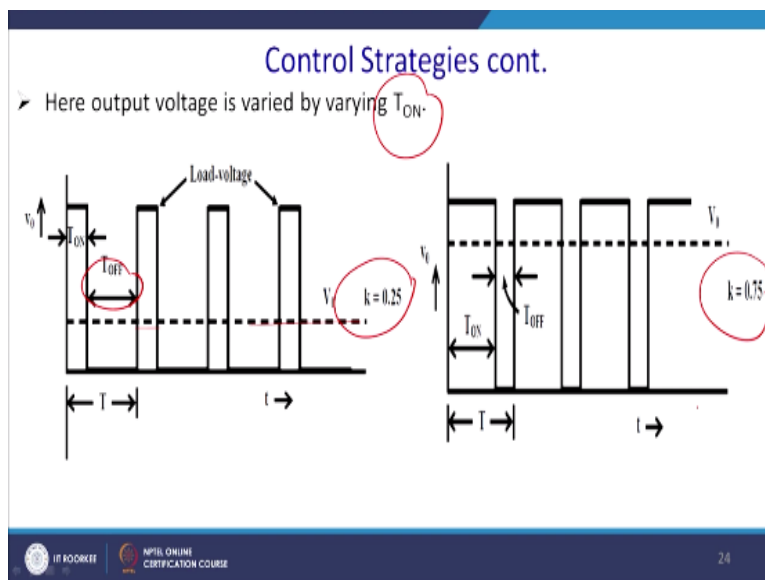 Control Strategies cont.
➤ Here output voltage is varied by varying T_ON.
Load-voltage
v₀
T_ON
T_OFF
k = 0.25
T
t
V₀
v₀
k = 0.75
T_ON
T_OFF
T
t
IIT ROORKEE
NPTEL ONLINE
CERTIFICATION COURSE
24